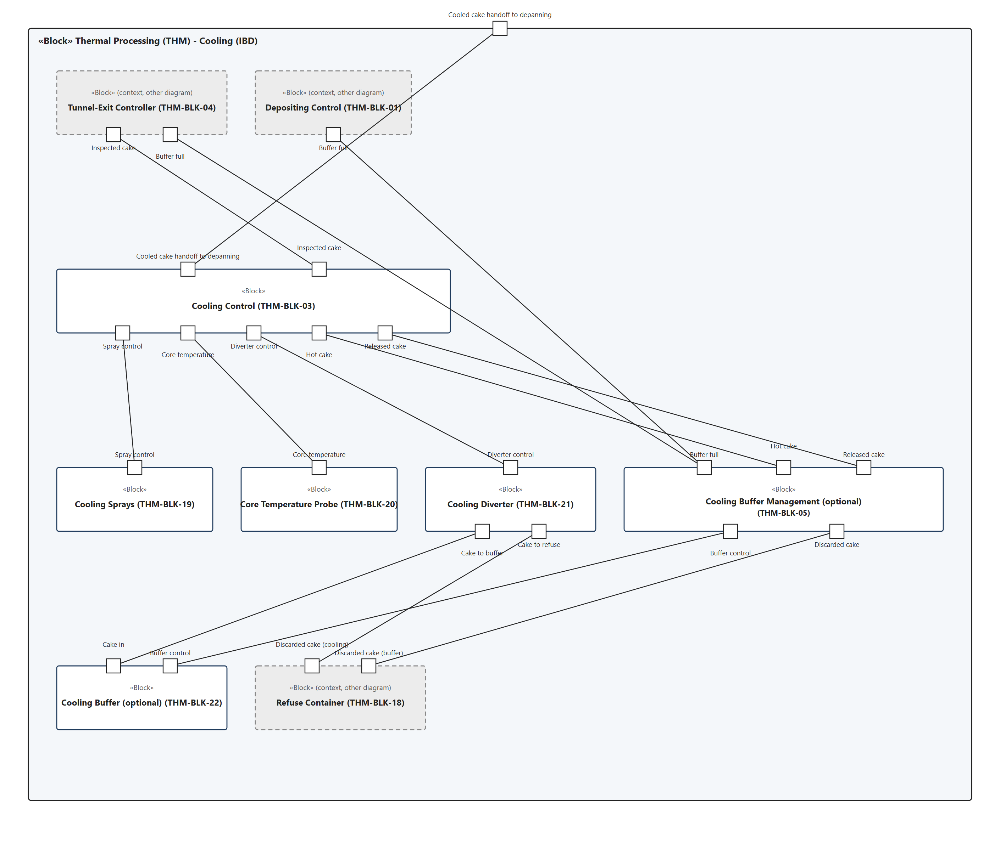 Cooled cake handoff to depanning
«Block» Thermal Processing (THM) - Cooling (IBD)
«Block» (context, other diagram)
Tunnel-Exit Controller (THM-BLK-04)
Inspected cake
Buffer full
«Block» (context, other diagram)
Depositing Control (THM-BLK-01)
Buffer full
Cooled cake handoff to depanning
Inspected cake
«Block»
Cooling Control (THM-BLK-03)
Spray control
Core temperature
Diverter control
Hot cake
Released cake
Spray control
«Block»
Cooling Sprays (THM-BLK-19)
Core temperature
«Block»
Core Temperature Probe (THM-BLK-20)
Diverter control
«Block»
Cooling Diverter (THM-BLK-21)
Cake to buffer
Cake to refuse
Buffer full
Hot cake
Released cake
«Block»
Cooling Buffer Management (optional)
(THM-BLK-05)
Buffer control
Discarded cake
Cake in
Buffer control
«Block»
Cooling Buffer (optional) (THM-BLK-22)
Discarded cake (cooling)
Discarded cake (buffer)
«Block» (context, other diagram)
Refuse Container (THM-BLK-18)